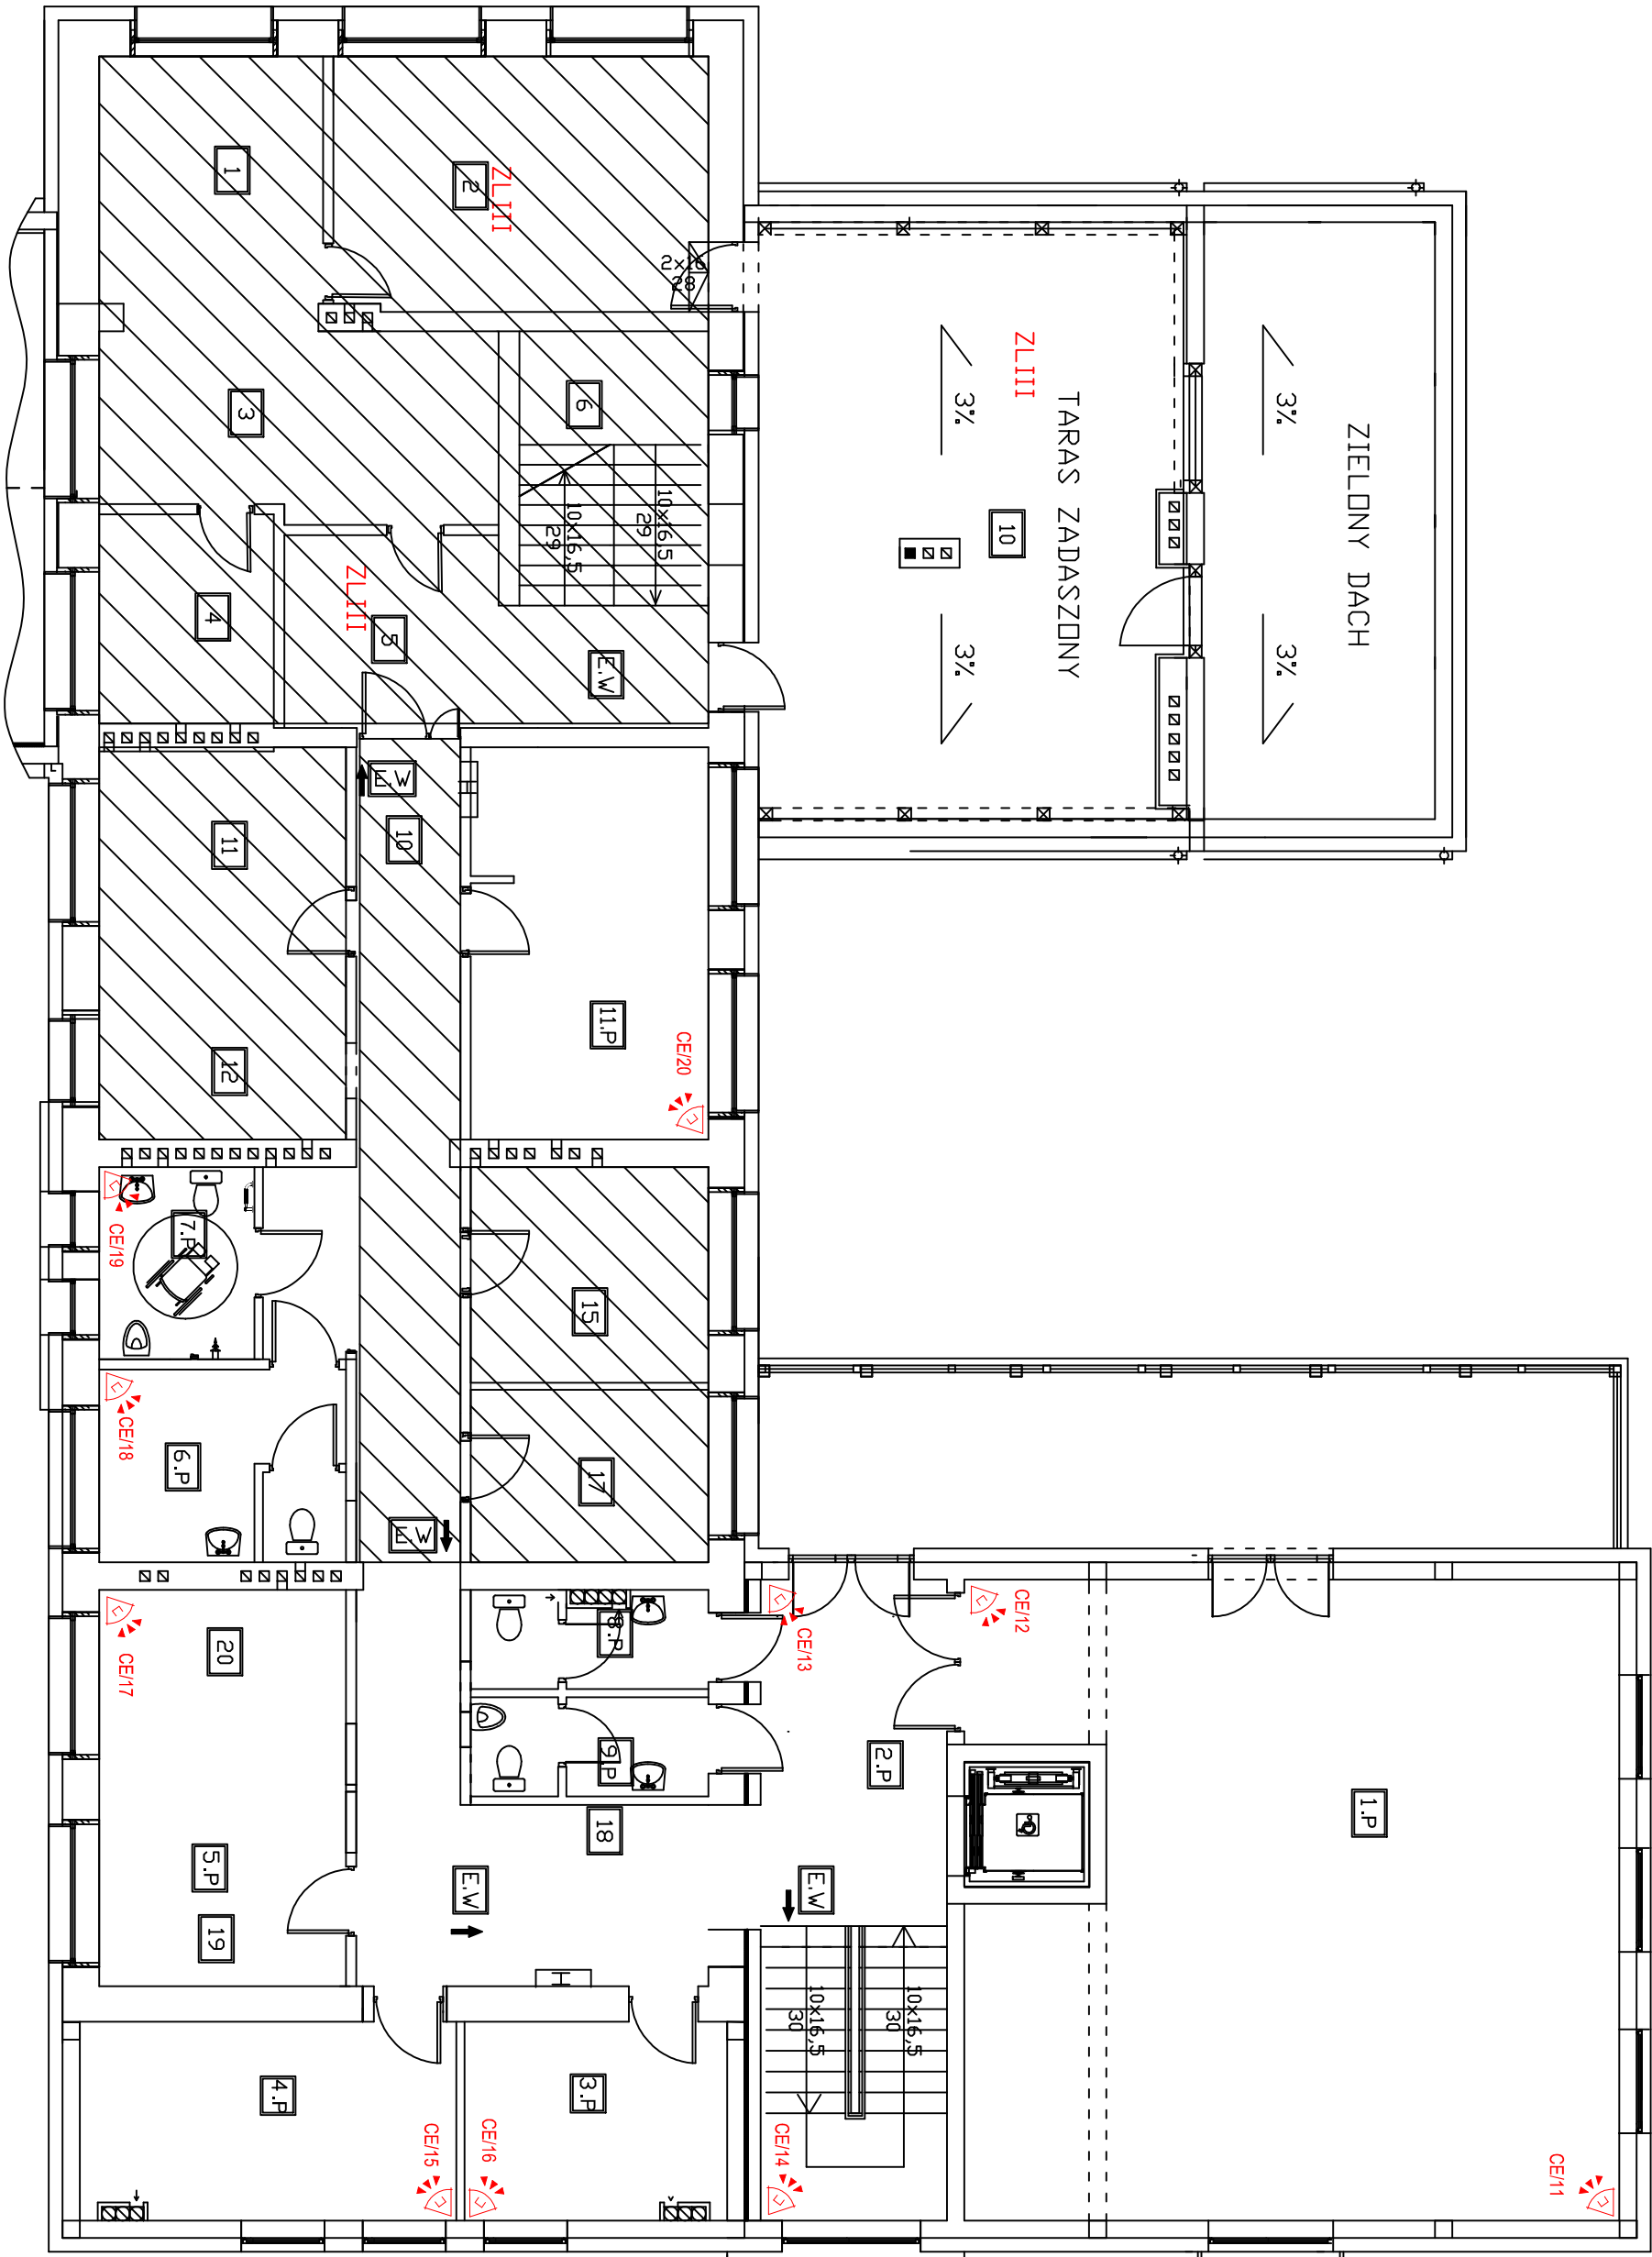 ZIELONY DACH
3%
3%
TARAS ZADASZONY
10
ZLIII
3%
3%
2×16
28
ZLIII
2
1
6
10x16,5
29
10x16,5
29
3
ZLIII
5
4
E.W
E.W
10
11
12
11.P
CE/20
15
17
E.W
7.P
CE/19
CE/18
6.P
CE/17
20
5.P
19
8.P
9.P
18
E.W
CE/13
CE/12
2.P
E.W
1.P
10x16,5
30
10x16,5
30
H
4.P
3.P
CE/15
CE/16
CE/14
CE/11